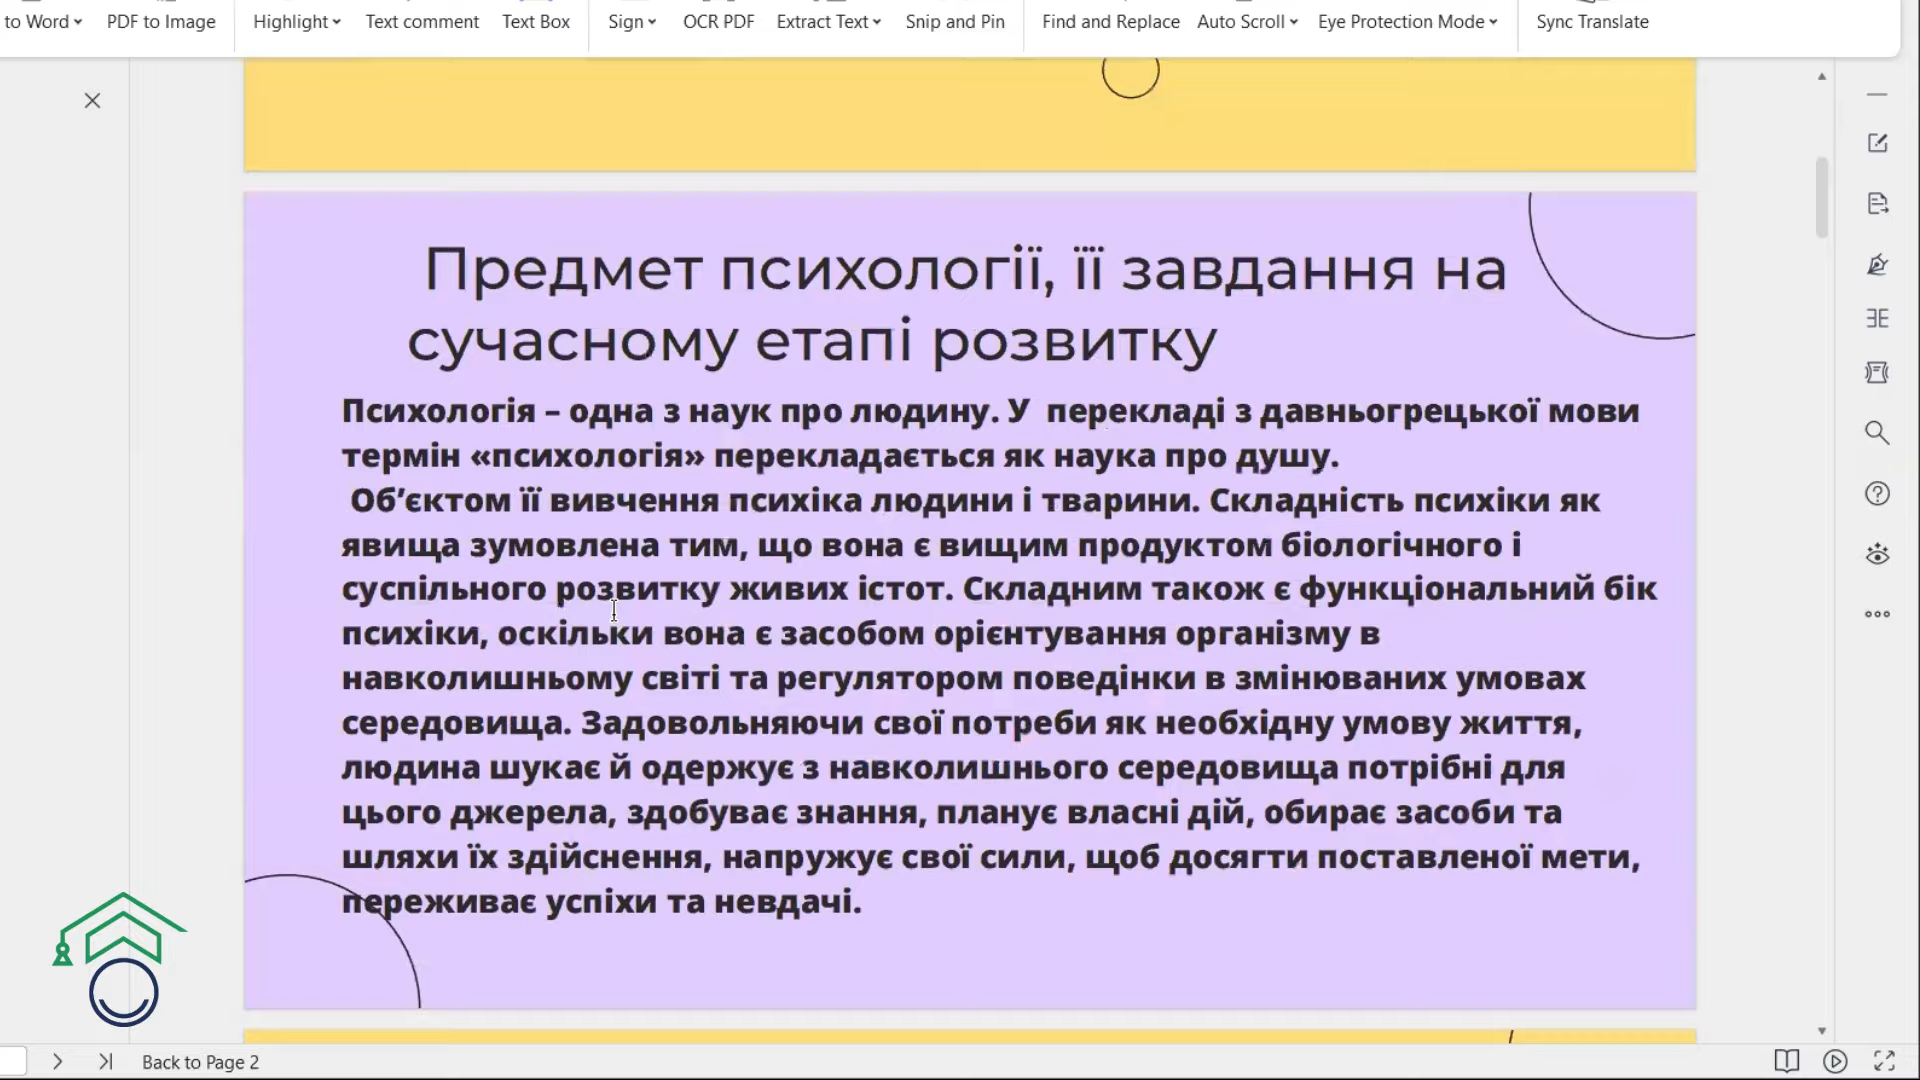 to Word PDF to Image Highlight Text comment Text Box Sign OCR PDF Extract Text Snip and Pin Find and Replace Auto Scroll Eye Protection Mode Sync Translate
Предмет психології, її завдання на
сучасному етапі розвитку
Психологія – одна з наук про людину. У перекладі з давньогрецької мови
термін «психологія» перекладається як наука про душу.
Об’єктом її вивчення психіка людини і тварини. Складність психіки як
явища зумовлена тим, що вона є вищим продуктом біологічного і
суспільного розвитку живих істот. Складним також є функціональний бік
психіки, оскільки вона є засобом орієнтування організму в
навколишньому світі та регулятором поведінки в змінюваних умовах
середовища. Задовольняючи свої потреби як необхідну умову життя,
людина шукає й одержує з навколишнього середовища потрібні для
цього джерела, здобуває знання, планує власні дій, обирає засоби та
шляхи їх здійснення, напружує свої сили, щоб досягти поставленої мети,
переживає успіхи та невдачі.
Back to Page 2